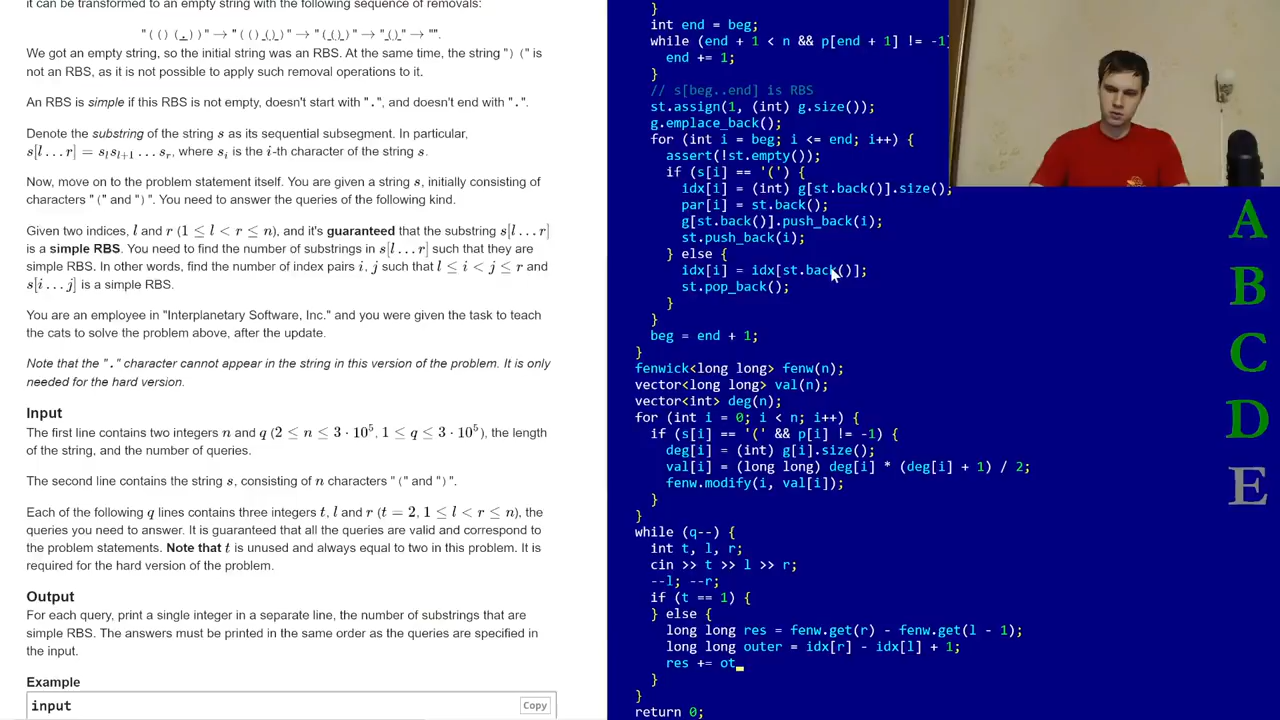 it can be transformed to an empty string with the following sequence of removals:
"(()(.))" → "(()())" → "(())" → "()" → "".
We got an empty string, so the initial string was an RBS. At the same time, the string ")(" is
not an RBS, as it is not possible to apply such removal operations to it.
An RBS is simple if this RBS is not empty, doesn't start with ".", and doesn't end with ".".
Denote the substring of the string s as its sequential subsegment. In particular,
s[l…r] = s_l s_{l+1} … s_r, where s_i is the i-th character of the string s.
Now, move on to the problem statement itself. You are given a string s, initially consisting of
characters "(" and ")". You need to answer the queries of the following kind.
Given two indices, l and r (1 ≤ l < r ≤ n), and it's guaranteed that the substring s[l…r]
is a simple RBS. You need to find the number of substrings in s[l…r] such that they are
simple RBS. In other words, find the number of index pairs i, j such that l ≤ i < j ≤ r and
s[i…j] is a simple RBS.
You are an employee in "Interplanetary Software, Inc." and you were given the task to teach
the cats to solve the problem above, after the update.
Note that the "." character cannot appear in the string in this version of the problem. It is only
needed for the hard version.
Input
The first line contains two integers n and q (2 ≤ n ≤ 3·10^5, 1 ≤ q ≤ 3·10^5), the length
of the string, and the number of queries.
The second line contains the string s, consisting of n characters "(" and ")".
Each of the following q lines contains three integers t, l and r (t = 2, 1 ≤ l < r ≤ n), the
queries you need to answer. It is guaranteed that all the queries are valid and correspond to
the problem statements. Note that t is unused and always equal to two in this problem. It is
required for the hard version of the problem.
Output
For each query, print a single integer in a separate line, the number of substrings that are
simple RBS. The answers must be printed in the same order as the queries are specified in
the input.
Example
input
Copy
}
int end = beg;
while (end + 1 < n && p[end + 1] != -1
end += 1;
}
// s[beg..end] is RBS
st.assign(1, (int) g.size());
g.emplace_back();
for (int i = beg; i <= end; i++) {
assert(!st.empty());
if (s[i] == '(') {
idx[i] = (int) g[st.back()].size();
par[i] = st.back();
g[st.back()].push_back(i);
st.push_back(i);
} else {
idx[i] = idx[st.back()];
st.pop_back();
}
}
beg = end + 1;
}
fenwick<long long> fenw(n);
vector<long long> val(n);
vector<int> deg(n);
for (int i = 0; i < n; i++) {
if (s[i] == '(' && p[i] != -1) {
deg[i] = (int) g[i].size();
val[i] = (long long) deg[i] * (deg[i] + 1) / 2;
fenw.modify(i, val[i]);
}
}
while (q--) {
int t, l, r;
cin >> t >> l >> r;
--l; --r;
if (t == 1) {
} else {
long long res = fenw.get(r) - fenw.get(l - 1);
long long outer = idx[r] - idx[l] + 1;
res += ot
}
}
return 0;
A
B
C
D
E